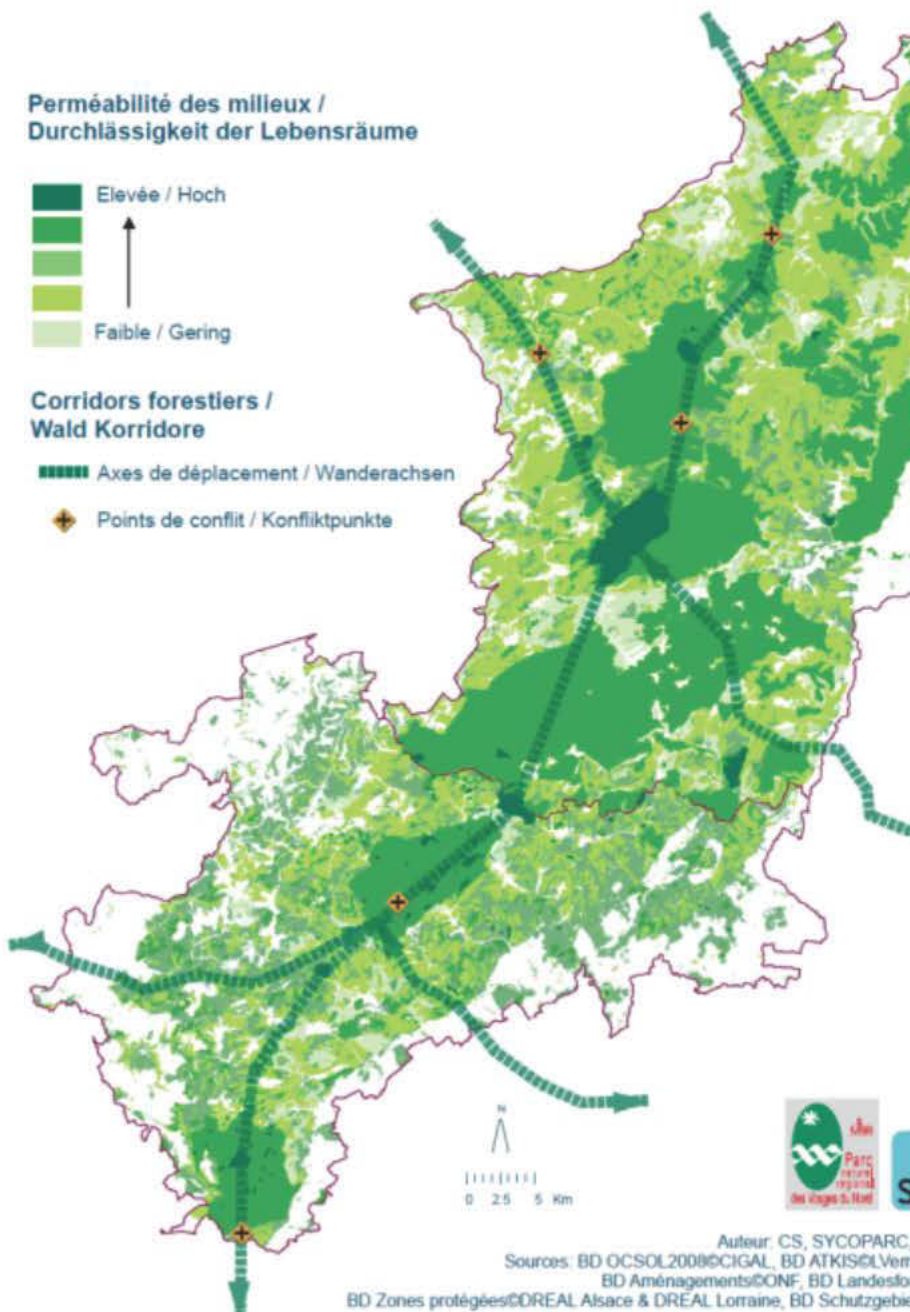 Perméabilité des milieux /
Durchlässigkeit der Lebensräume
Elevée / Hoch
Faible / Gering
Corridors forestiers /
Wald Korridore
Axes de déplacement / Wanderachsen
Points de conflit / Konfliktpunkte
N
0 2.5 5 Km
Parc
naturel
régional
des Vosges du Nord
S
Auteur: CS, SYCOPARC,
Sources: BD OCSOL2008©CIGAL, BD ATKIS©LVerm
BD Aménagements©ONF, BD Landesfor
BD Zones protégées©DREAL Alsace & DREAL Lorraine, BD Schutzgebie